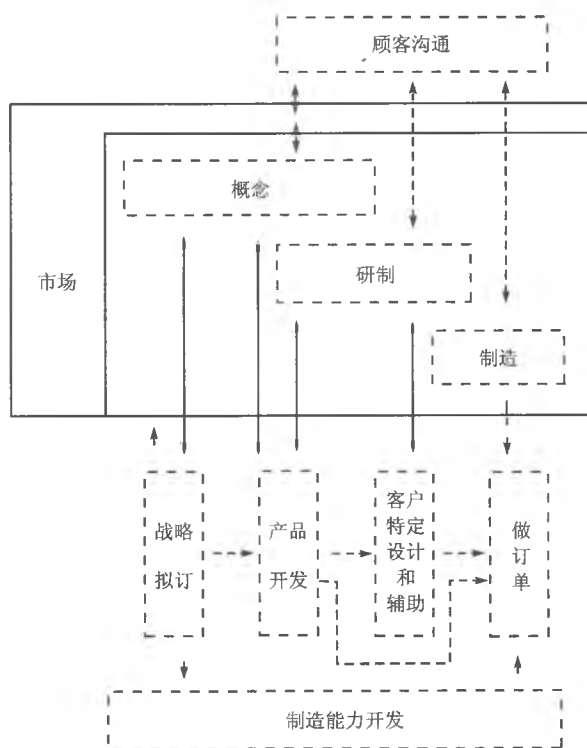 顾客沟通
概念
研制
市场
制造
战略
拟订
产品
开发
客户
特定
设计
和
辅助
做
订
单
制造能力开发